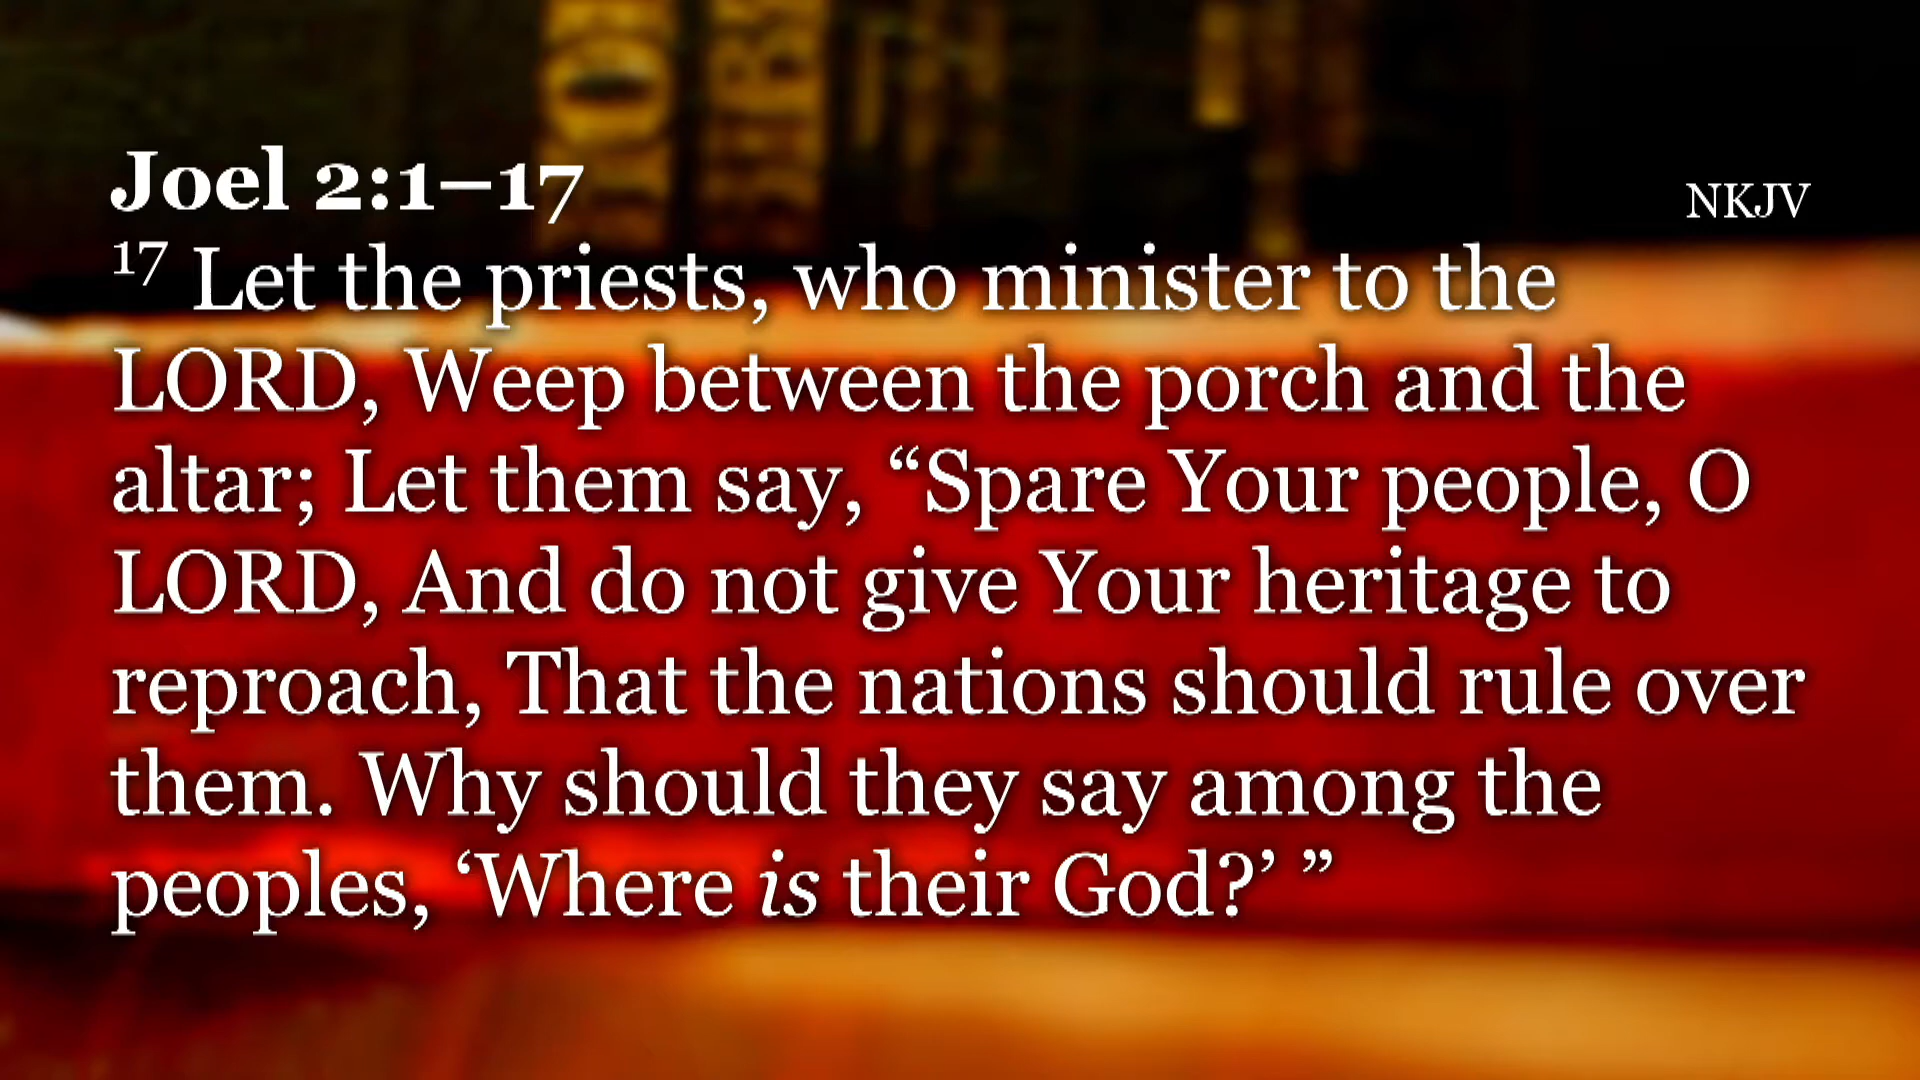 Joel 2:1–17
NKJV
17 Let the priests, who minister to the
LORD, Weep between the porch and the
altar; Let them say, “Spare Your people, O
LORD, And do not give Your heritage to
reproach, That the nations should rule over
them. Why should they say among the
peoples, ‘Where is their God?’ ”